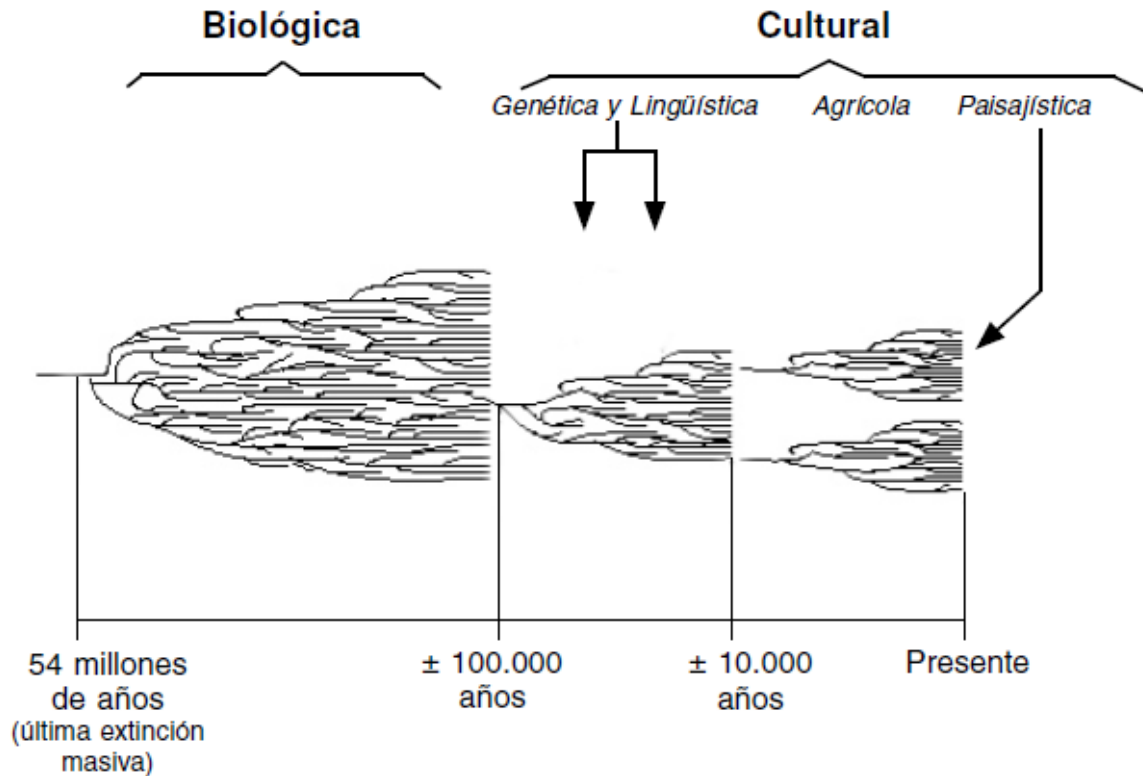 Biológica
Cultural
Genética y Lingüística
Agrícola
Paisajística
54 millones
de años
(última extinción
masiva)
± 100.000
años
± 10.000
años
Presente